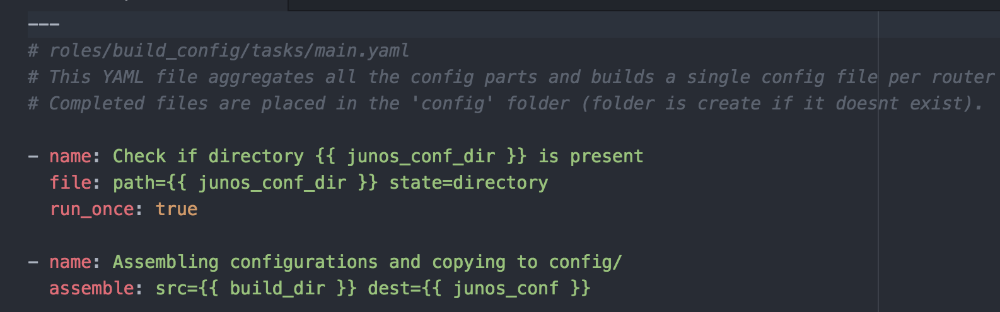 ---
# roles/build_config/tasks/main.yaml
# This YAML file aggregates all the config parts and builds a single config file per router
# Completed files are placed in the 'config' folder (folder is create if it doesnt exist).
- name: Check if directory {{ junos_conf_dir }} is present
  file: path={{ junos_conf_dir }} state=directory
  run_once: true
- name: Assembling configurations and copying to config/
  assemble: src={{ build_dir }} dest={{ junos_conf }}